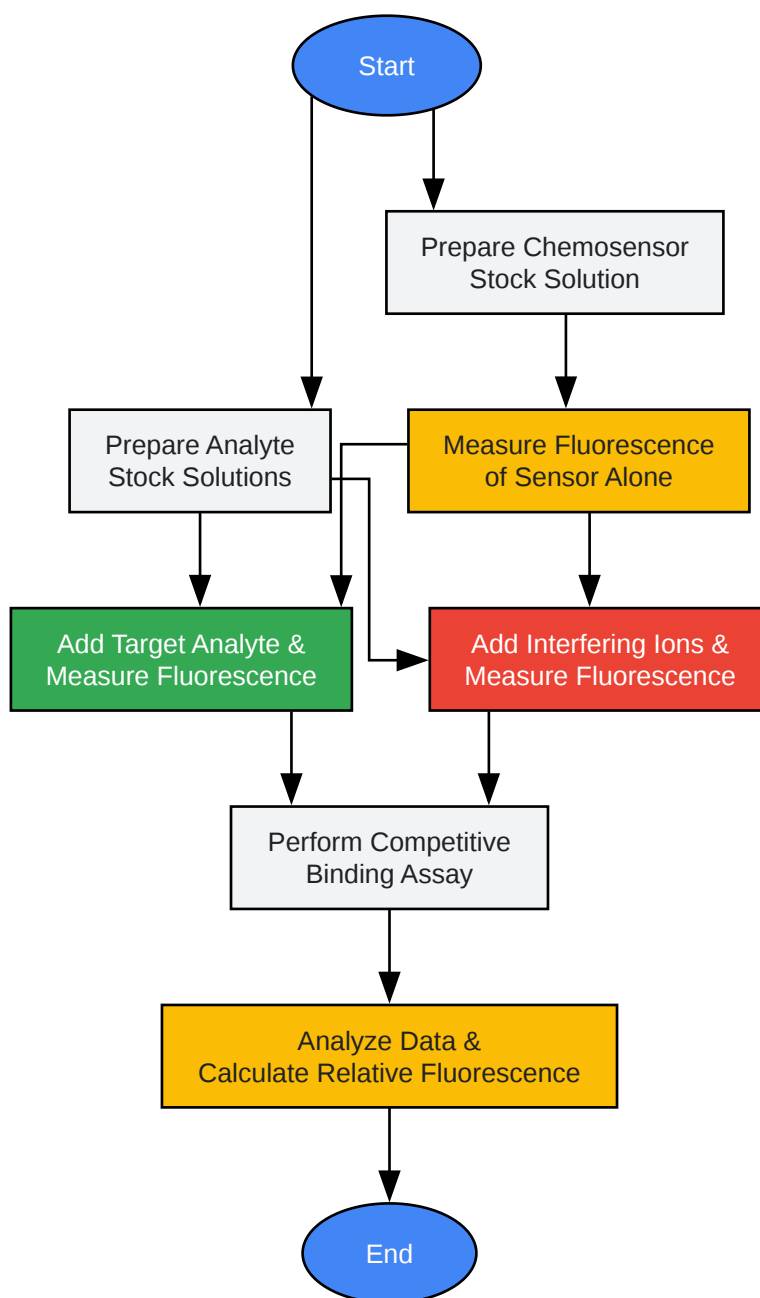 Start
Prepare Chemosensor
Stock Solution
Prepare Analyte
Stock Solutions
Measure Fluorescence
of Sensor Alone
Add Target Analyte &
Measure Fluorescence
Add Interfering Ions &
Measure Fluorescence
Perform Competitive
Binding Assay
Analyze Data &
Calculate Relative Fluorescence
End